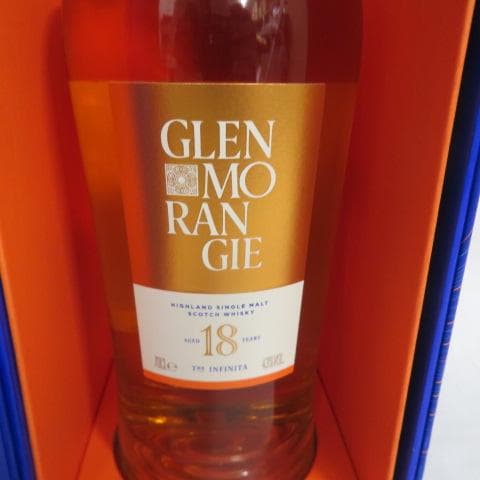 GLEN
MO
RAN
GIE
HIGHLAND SINGLE MALT
SCOTCH WHISKY
AGED 18 YEARS
THE INFINITA